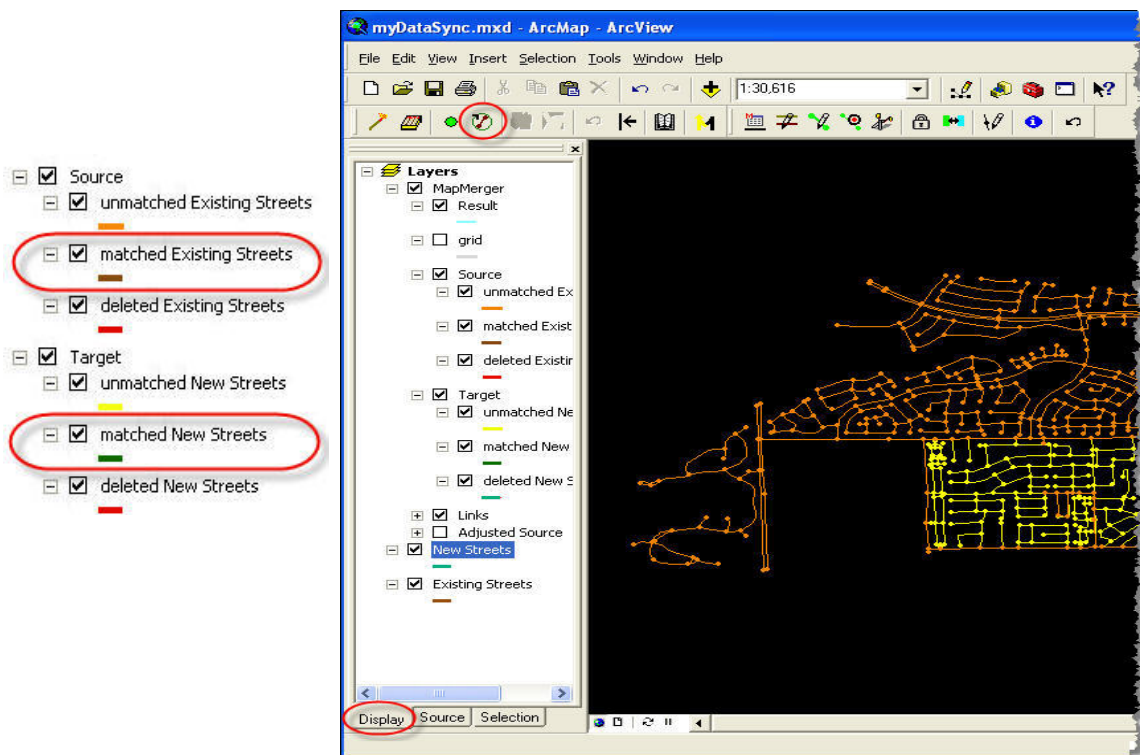 Source
unmatched Existing Streets
matched Existing Streets
deleted Existing Streets
Target
unmatched New Streets
matched New Streets
deleted New Streets
myDataSync.mxd - ArcMap - ArcView
File Edit View Insert Selection Tools Window Help
1:30,616
Layers
MapMerger
Result
grid
Source
unmatched Ex
matched Exist
deleted Existir
Target
unmatched Ne
matched New
deleted New S
Links
Adjusted Source
New Streets
Existing Streets
Display Source Selection